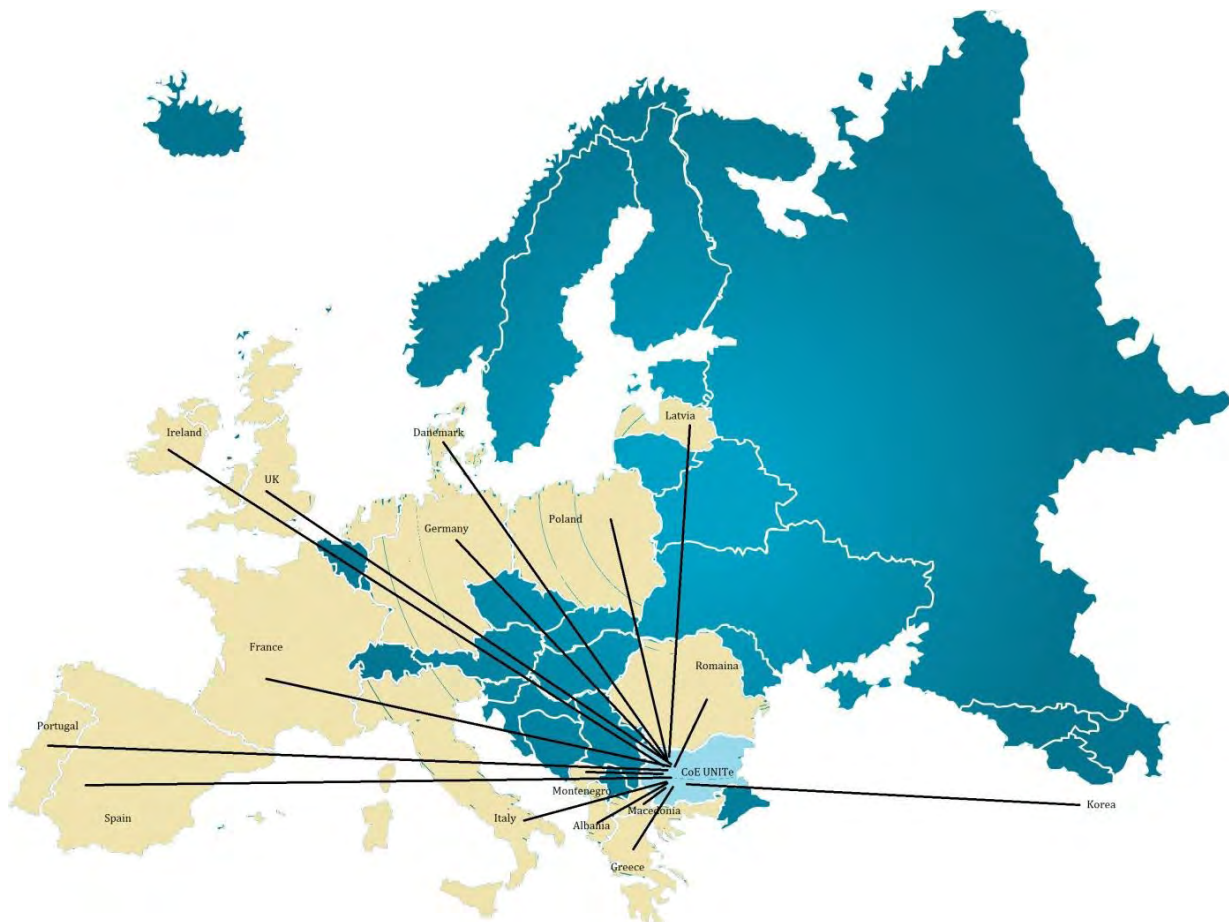 Latvia
Ireland
Danemark
UK
Poland
Germany
France
Romaina
Portugal
CoE UNITe
Montenegro
Korea
Macedonia
Spain
Italy
Albania
Greece